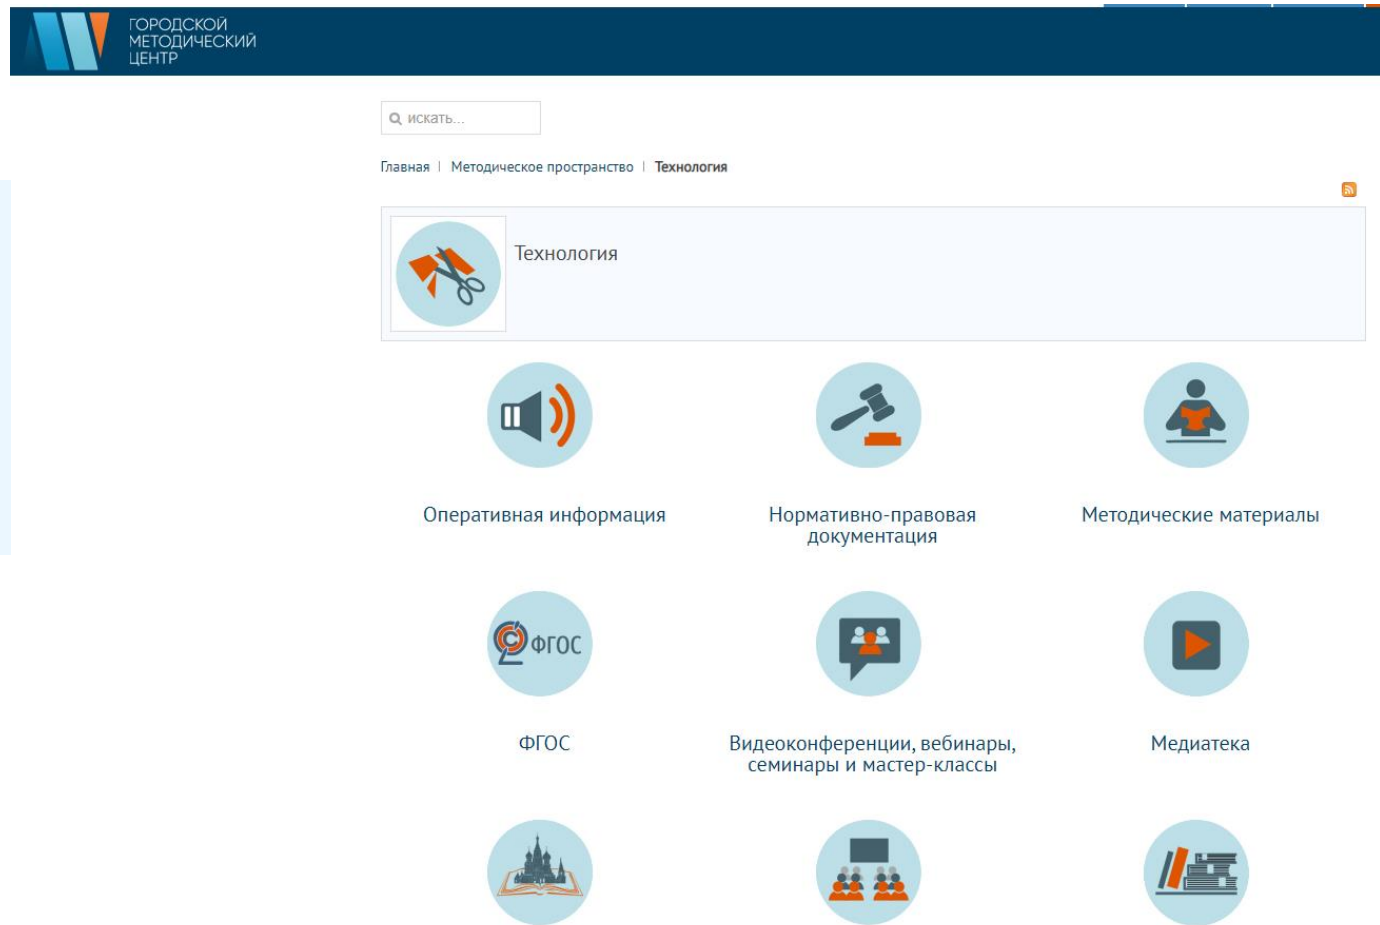 ГОРОДСКОЙ
МЕТОДИЧЕСКИЙ
ЦЕНТР
искать...
Главная | Методическое пространство | Технология
Технология
Оперативная информация
Нормативно-правовая
документация
Методические материалы
ФГОС
ФГОС
Видеоконференции, вебинары,
семинары и мастер-классы
Медиатека